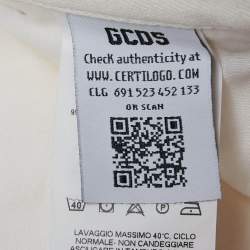 GCDS
Check authenticity at
WWW.CERTILOGO.COM
CLG 691 523 452 133
OR SCAN
40
P
LAVAGGIO MASSIMO 40°C, CICLO
NORMALE- NON CANDEGGIARE